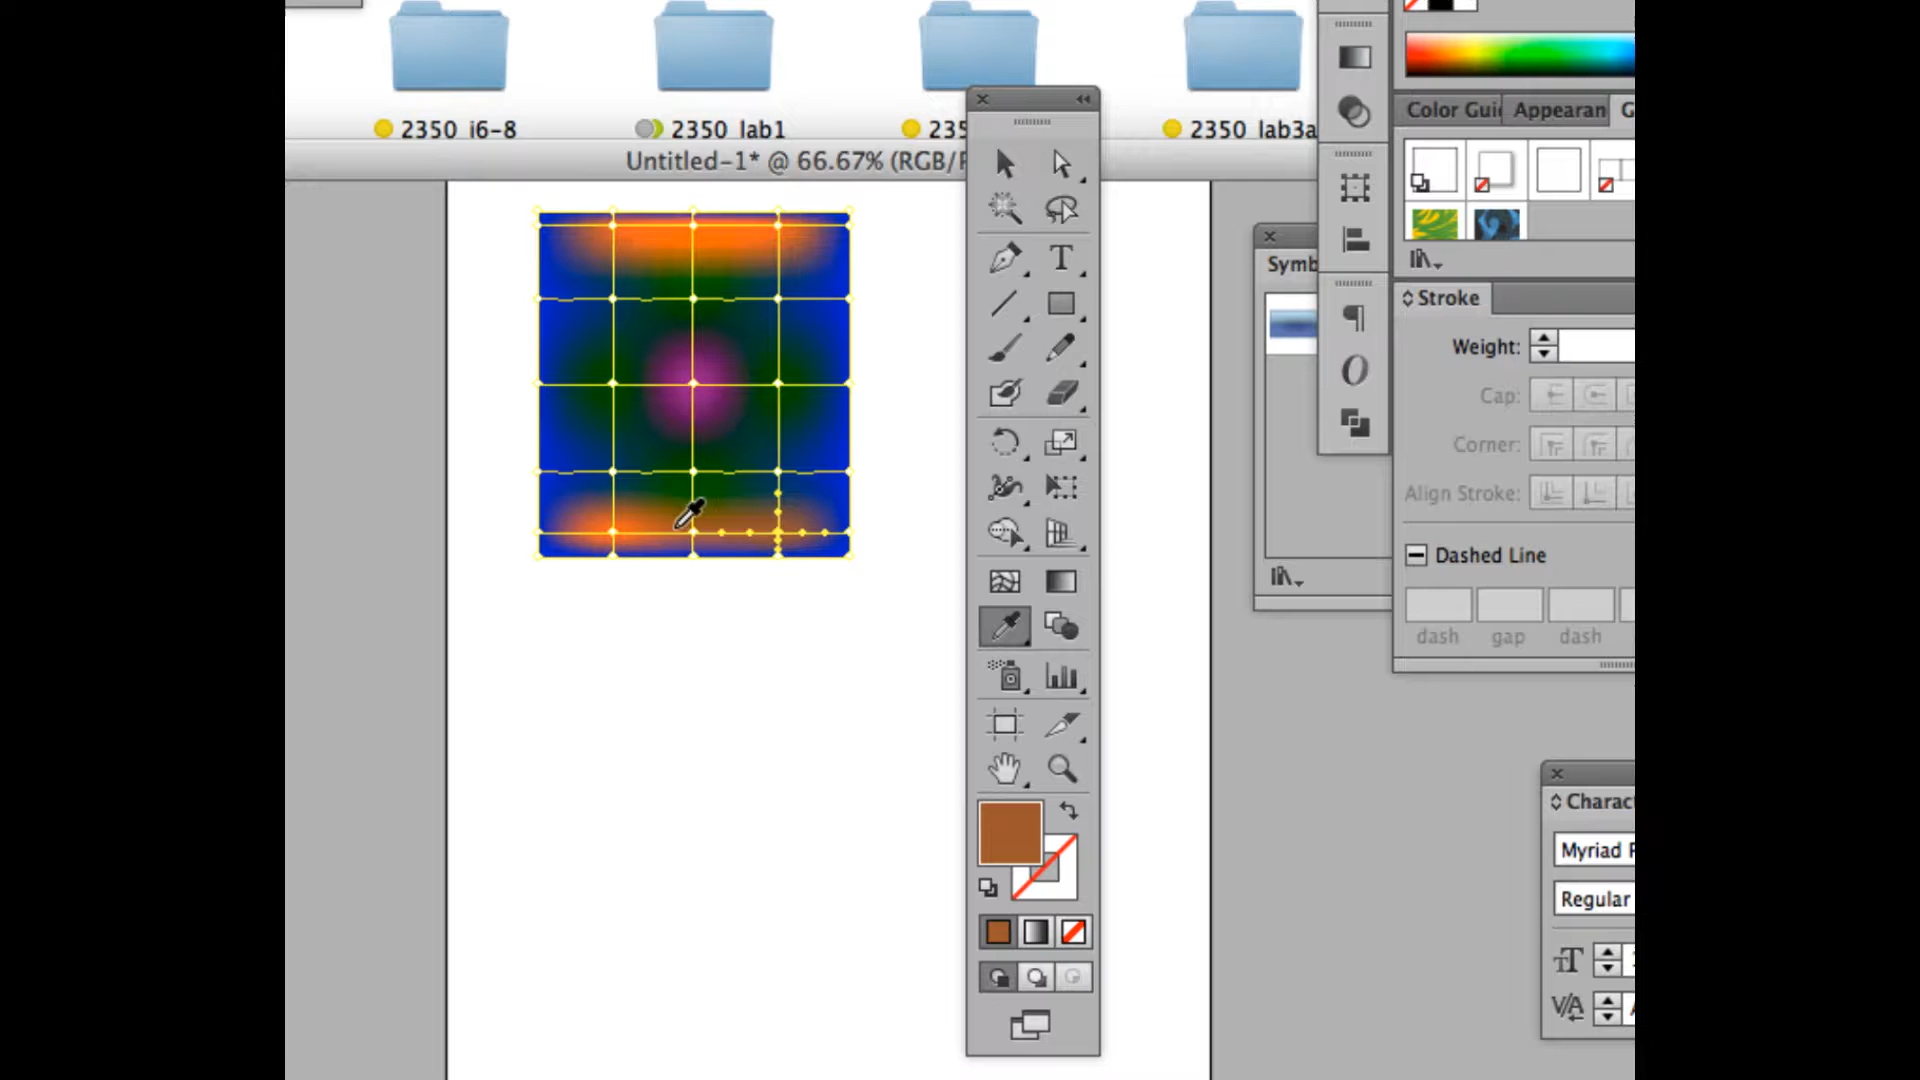 2350 i6-8
2350 lab1
2350 lab3a
Untitled-1* @ 66.67% (RGB/
Color Gui
Appearan
Symb
Stroke
Weight:
Cap:
Corner:
Align Stroke:
Dashed Line
dash
gap
dash
Charac
Myriad
Regular